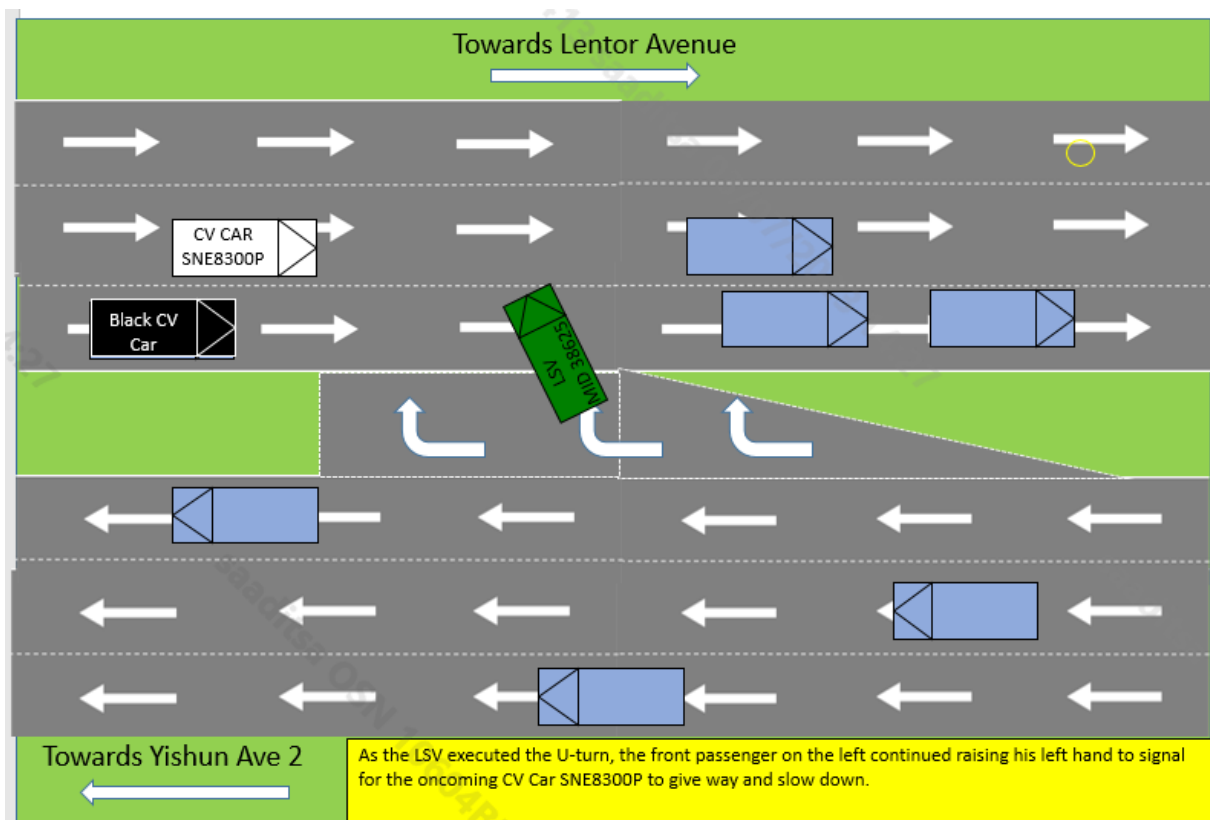 Towards Lentor Avenue
CV CAR
SNE8300P
Black CV
Car
LSV
MID 38625
Towards Yishun Ave 2
As the LSV executed the U-turn, the front passenger on the left continued raising his left hand to signal
for the oncoming CV Car SNE8300P to give way and slow down.